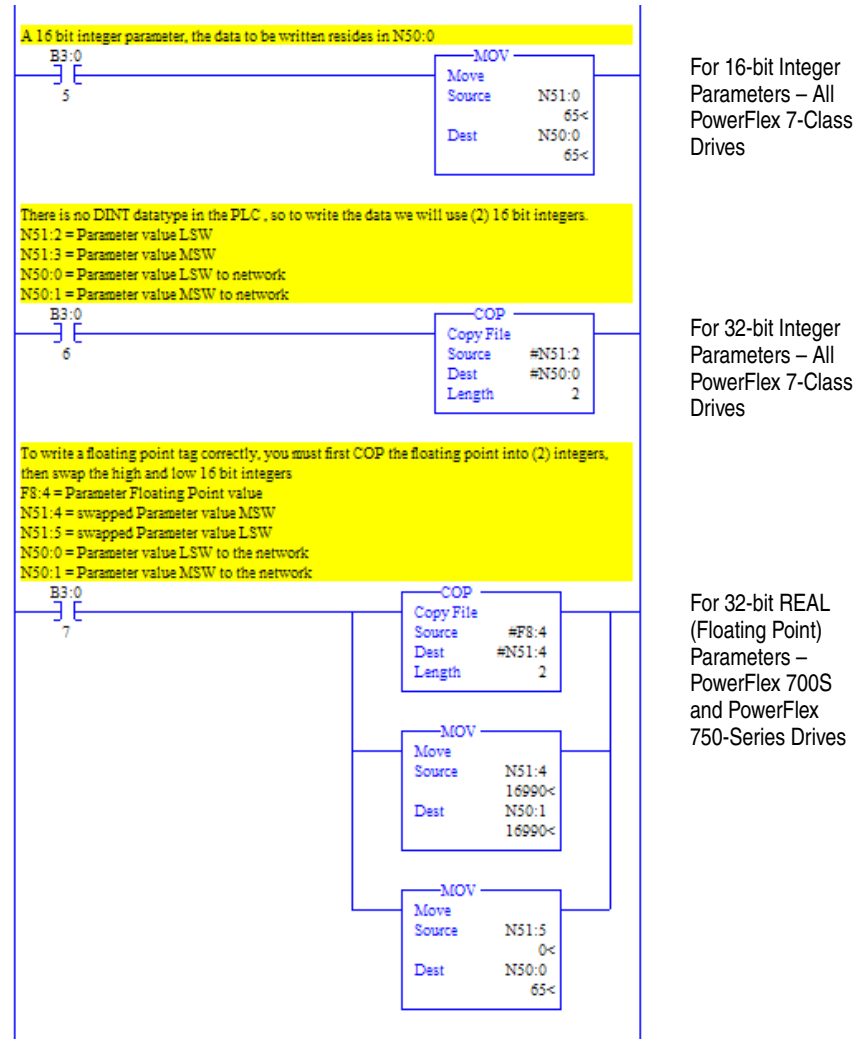 A 16 bit integer parameter, the data to be written resides in N50:0
B3:0
5
MOV
Move
Source N51:0
65<
Dest N50:0
65<
For 16-bit Integer
Parameters – All
PowerFlex 7-Class
Drives
There is no DINT datatype in the PLC , so to write the data we will use (2) 16 bit integers.
N51:2 = Parameter value LSW
N51:3 = Parameter value MSW
N50:0 = Parameter value LSW to network
N50:1 = Parameter value MSW to network
B3:0
6
COP
Copy File
Source #N51:2
Dest #N50:0
Length 2
For 32-bit Integer
Parameters – All
PowerFlex 7-Class
Drives
To write a floating point tag correctly, you must first COP the floating point into (2) integers,
then swap the high and low 16 bit integers
F8:4 = Parameter Floating Point value
N51:4 = swapped Parameter value MSW
N51:5 = swapped Parameter value LSW
N50:0 = Parameter value LSW to the network
N50:1 = Parameter value MSW to the network
B3:0
7
COP
Copy File
Source #F8:4
Dest #N51:4
Length 2
For 32-bit REAL
(Floating Point)
Parameters –
PowerFlex 700S
and PowerFlex
750-Series Drives
MOV
Move
Source N51:4
16990<
Dest N50:1
16990<
MOV
Move
Source N51:5
0<
Dest N50:0
65<